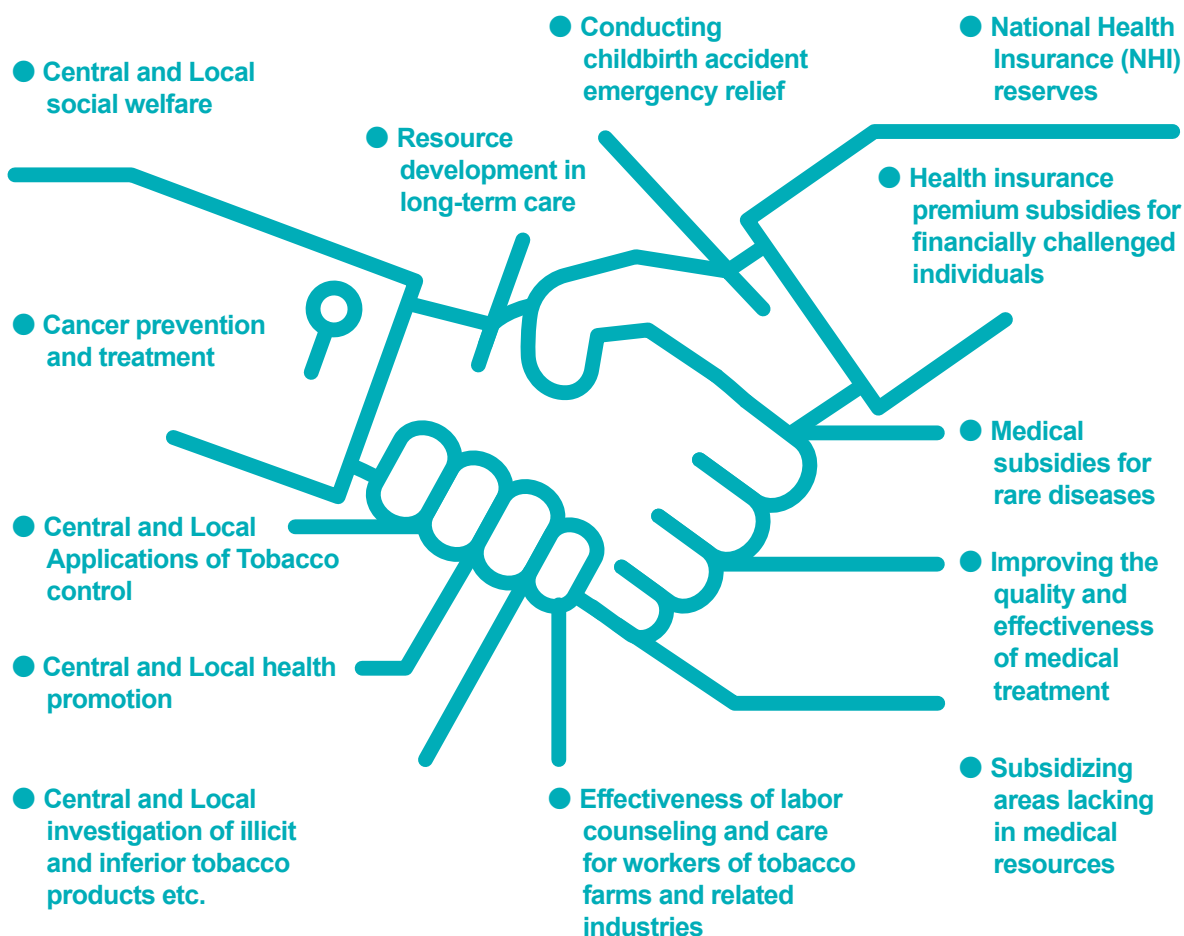 ● Central and Local
social welfare
● Resource
development in
long-term care
● Conducting
childbirth accident
emergency relief
● National Health
Insurance (NHI)
reserves
● Health insurance
premium subsidies for
financially challenged
individuals
● Cancer prevention
and treatment
● Central and Local
Applications of Tobacco
control
● Central and Local health
promotion
● Central and Local
investigation of illicit
and inferior tobacco
products etc.
● Effectiveness of labor
counseling and care
for workers of tobacco
farms and related
industries
● Medical
subsidies for
rare diseases
● Improving the
quality and
effectiveness
of medical
treatment
● Subsidizing
areas lacking
in medical
resources